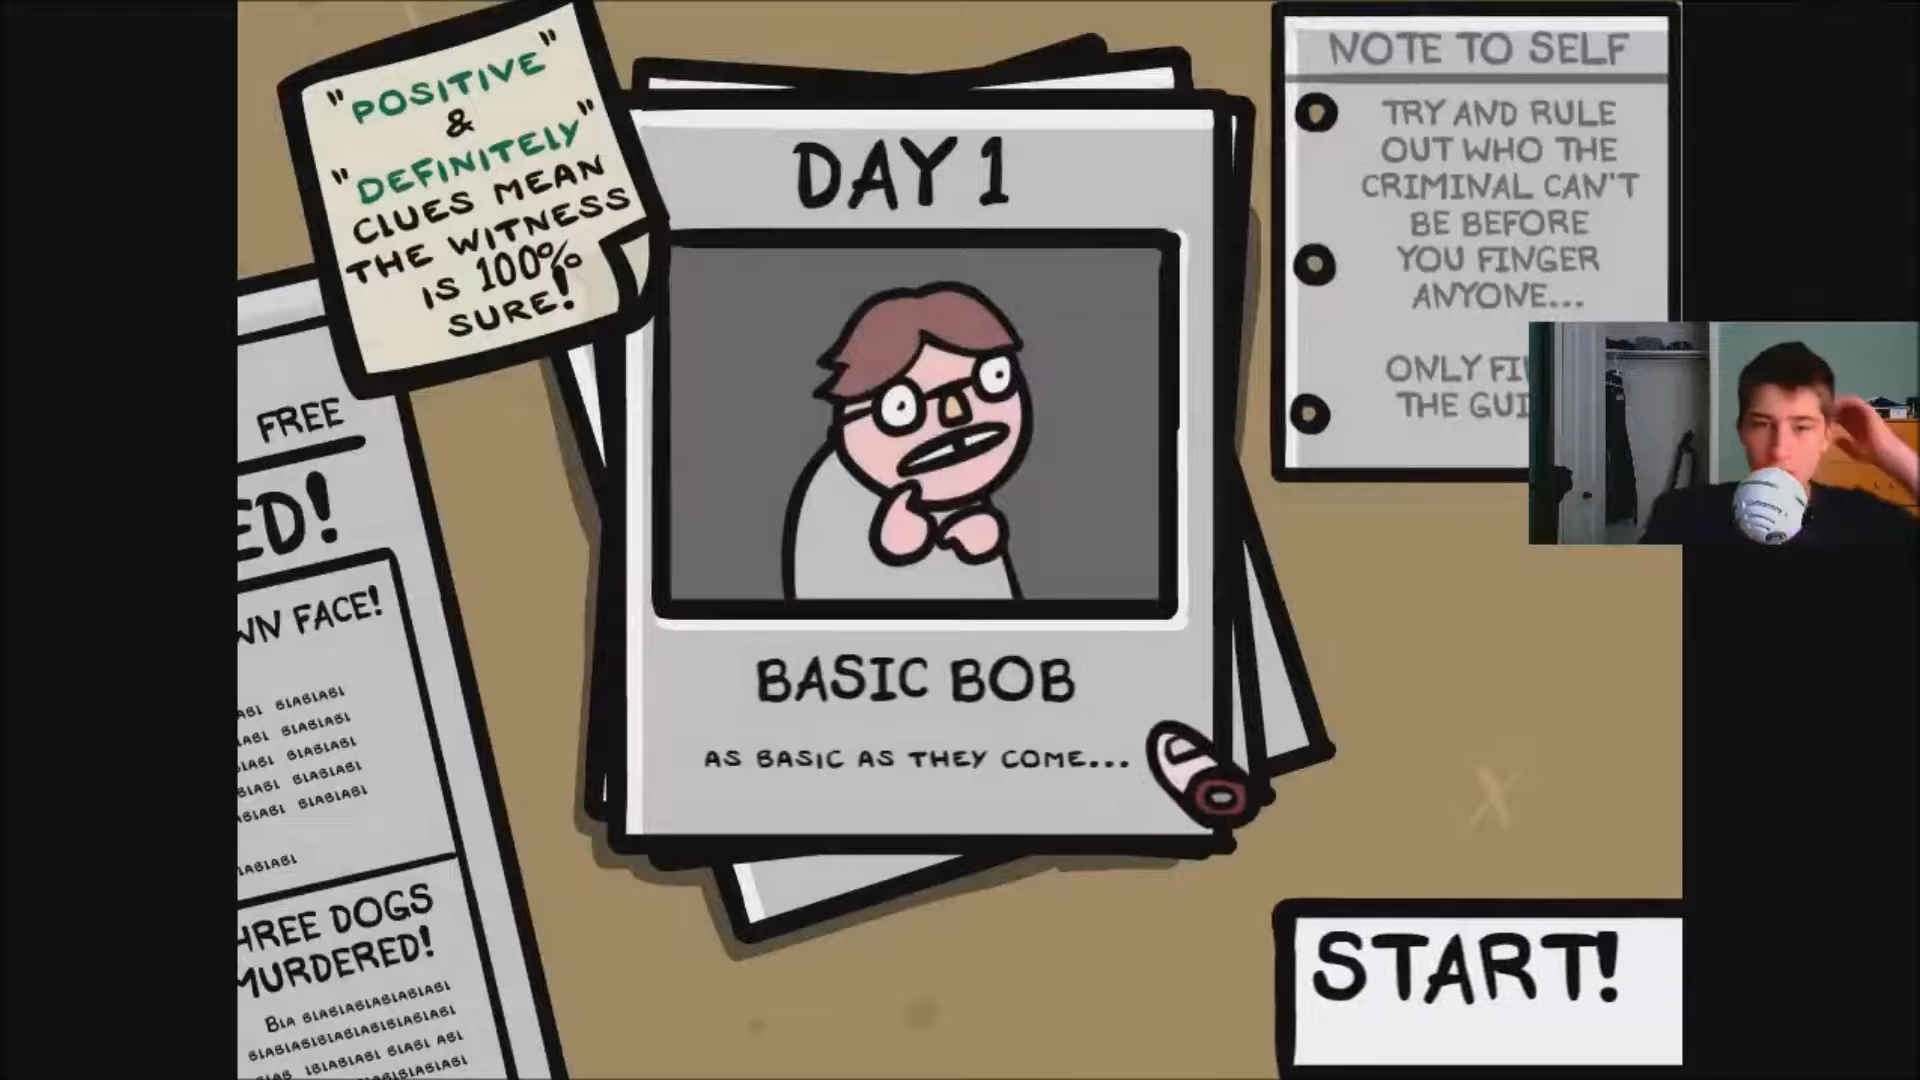 "POSITIVE"
&
"DEFINITELY"
CLUES MEAN
THE WITNESS
IS 100%
SURE!
DAY 1
BASIC BOB
AS BASIC AS THEY COME...
NOTE TO SELF
TRY AND RULE
OUT WHO THE
CRIMINAL CAN'T
BE BEFORE
YOU FINGER
ANYONE...
ONLY
THE
FREE
ED!
WN FACE!
HREE DOGS
MURDERED!
START!